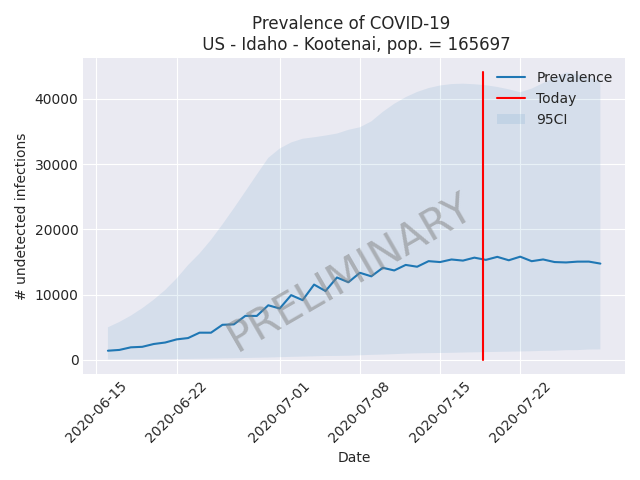 Prevalence of COVID-19
US - Idaho - Kootenai, pop. = 165697
# undetected infections
40000
30000
20000
10000
0
Prevalence
Today
95CI
PRELIMINARY
2020-06-15
2020-06-22
2020-07-01
2020-07-08
2020-07-15
2020-07-22
Date